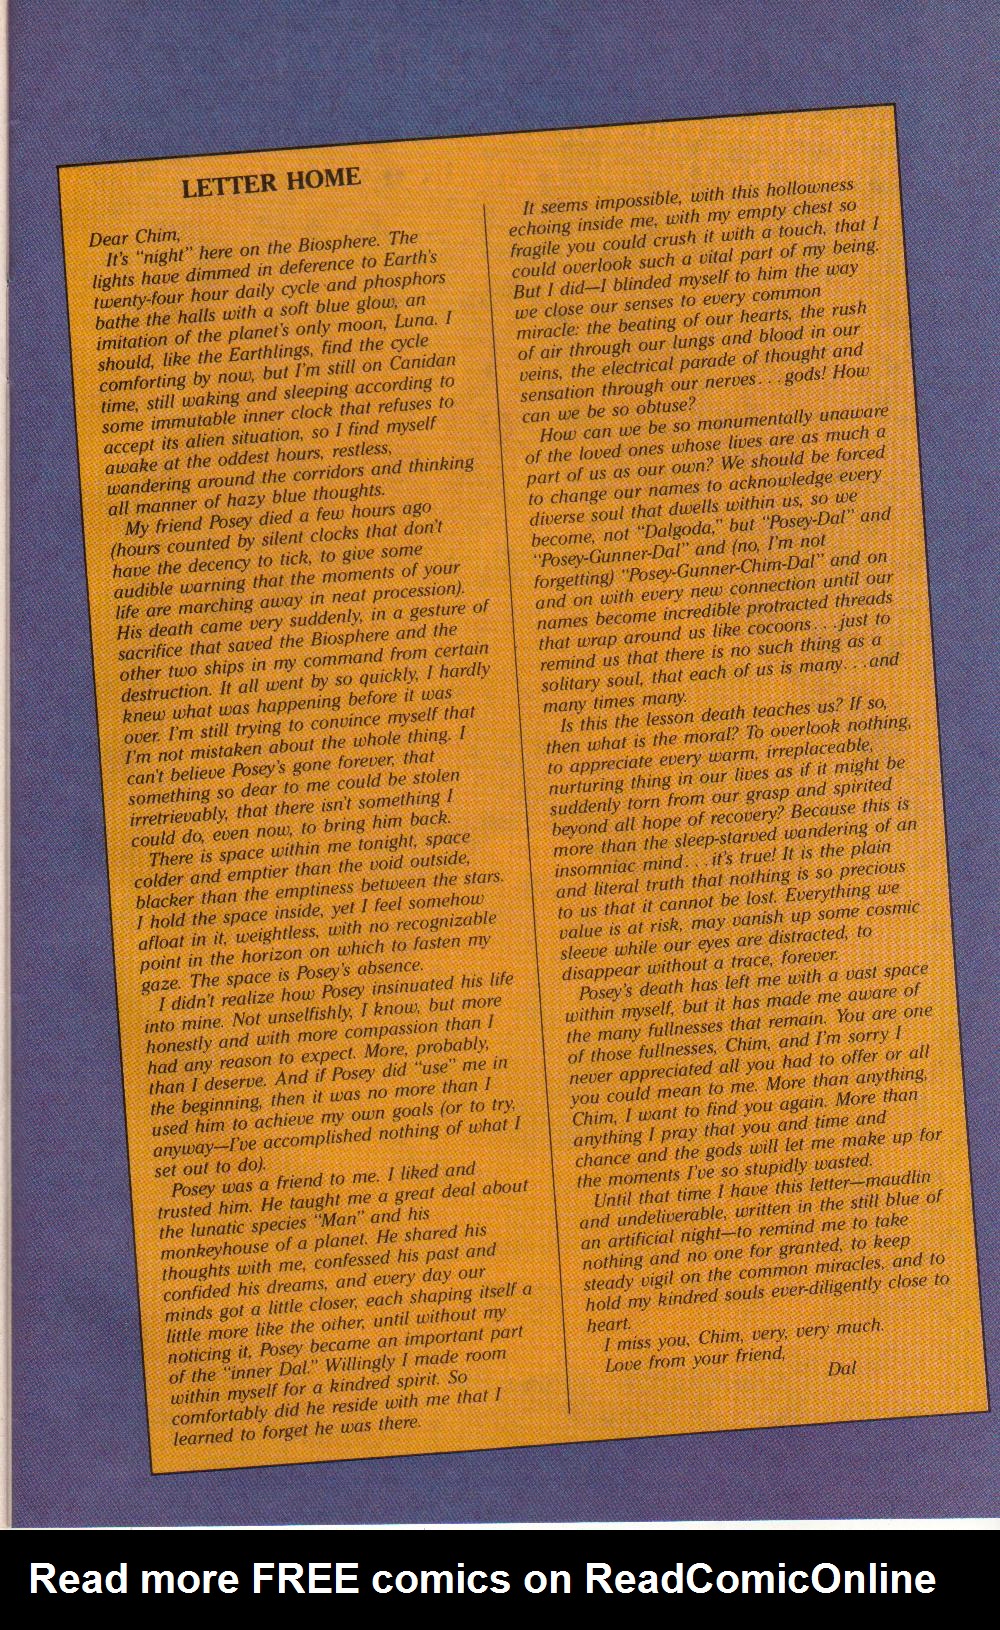 LETTER HOME
Dear Chim,
It's "night" here on the Biosphere. The
lights have dimmed in deference to Earth's
twenty-four hour daily cycle and phosphors
bathe the halls with a soft blue glow, an
imitation of the planet's only moon, Luna. I
should, like the Earthlings, find the cycle
comforting by now, but I'm still on Canidan
time, still waking and sleeping according to
some immutable inner clock that refuses to
accept its alien situation, so I find myself
awake at the oddest hours, restless,
wandering around the corridors and thinking
all manner of hazy blue thoughts.
My friend Posey died a few hours ago
(hours counted by silent clocks that don't
have the decency to tick, to give some
audible warning that the moments of your
life are marching away in neat procession).
His death came very suddenly, in a gesture of
sacrifice that saved the Biosphere and the
other two ships in my command from certain
destruction. It all went by so quickly, I hardly
knew what was happening before it was
over. I'm still trying to convince myself that
I'm not mistaken about the whole thing. I
can't believe Posey's gone forever, that
something so dear to me could be stolen
irretrievably, that there isn't something I
could do, even now, to bring him back.
There is space within me tonight, space
colder and emptier than the void outside,
blacker than the emptiness between the stars.
I hold the space inside, yet I feel somehow
afloat in it, weightless, with no recognizable
point in the horizon on which to fasten my
gaze. The space is Posey's absence.
I didn't realize how Posey insinuated his life
into mine. Not unselfishly, I know, but more
honestly and with more compassion than I
had any reason to expect. More, probably,
than I deserve. And if Posey did "use" me in
the beginning, then it was no more than I
used him to achieve my own goals (or to try,
anyway—I've accomplished nothing of what I
set out to do).
Posey was a friend to me. I liked and
trusted him. He taught me a great deal about
the lunatic species "Man" and his
monkeyhouse of a planet. He shared his
thoughts with me, confessed his past and
confided his dreams, and every day our
minds got a little closer, each shaping itself a
little more like the other, until without my
noticing it, Posey became an important part
of the "inner Dal." Willingly I made room
within myself for a kindred spirit. So
comfortably did he reside with me that I
learned to forget he was there.
It seems impossible, with this hollowness
echoing inside me, with my empty chest so
fragile you could crush it with a touch, that I
could overlook such a vital part of my being.
But I did—I blinded myself to him the way
we close our senses to every common
miracle: the beating of our hearts, the rush
of air through our lungs and blood in our
veins, the electrical parade of thought and
sensation through our nerves...gods! How
can we be so obtuse?
How can we be so monumentally unaware
of the loved ones whose lives are as much a
part of us as our own? We should be forced
to change our names to acknowledge every
diverse soul that dwells within us, so we
become, not "Dalgoda," but "Posey-Dal" and
"Posey-Gunner-Dal" and (no, I'm not
forgetting) "Posey-Gunner-Chim-Dal" and on
and on with every new connection until our
names become incredible protracted threads
that wrap around us like cocoons...just to
remind us that there is no such thing as a
solitary soul, that each of us is many...and
many times many.
Is this the lesson death teaches us? If so,
then what is the moral? To overlook nothing,
to appreciate every warm, irreplaceable,
nurturing thing in our lives as if it might be
suddenly torn from our grasp and spirited
beyond all hope of recovery? Because this is
more than the sleep-starved wandering of an
insomniac mind...it's true! It is the plain
and literal truth that nothing is so precious
to us that it cannot be lost. Everything we
value is at risk, may vanish up some cosmic
sleeve while our eyes are distracted, to
disappear without a trace, forever.
Posey's death has left me with a vast space
within myself, but it has made me aware of
the many fullnesses that remain. You are one
of those fullnesses, Chim, and I'm sorry I
never appreciated all you had to offer or all
you could mean to me. More than anything,
Chim, I want to find you again. More than
anything I pray that you and time and
chance and the gods will let me make up for
the moments I've so stupidly wasted.
Until that time I have this letter—maudlin
and undeliverable, written in the still blue of
an artificial night—to remind me to take
nothing and no one for granted, to keep
steady vigil on the common miracles, and to
hold my kindred souls ever-diligently close to
heart.
I miss you, Chim, very, very much.
Love from your friend,
Dal
Read more FREE comics on ReadComicOnline